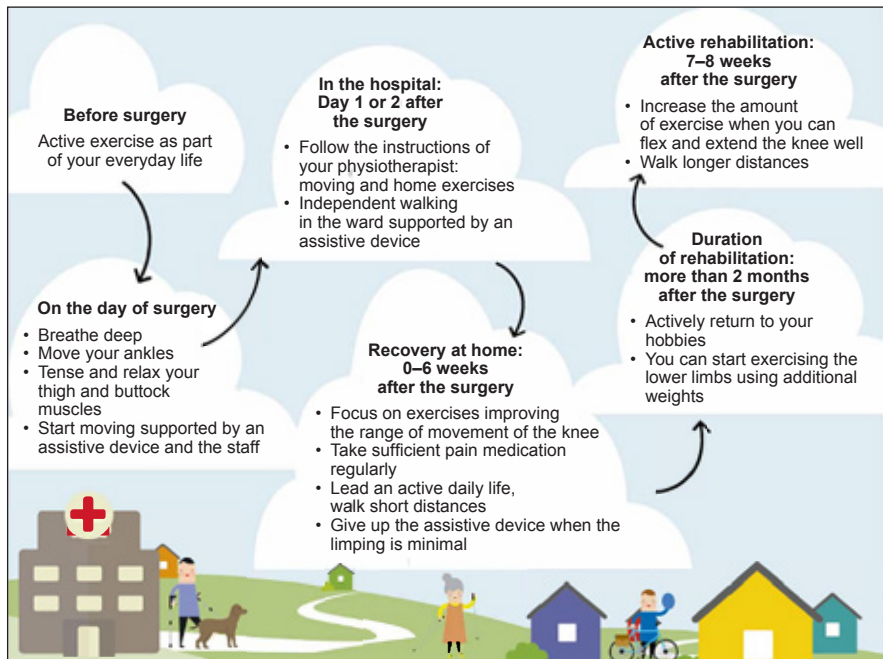 Before surgery
Active exercise as part
of your everyday life
On the day of surgery
• Breathe deep
• Move your ankles
• Tense and relax your
thigh and buttock
muscles
• Start moving supported by an
assistive device and the staff
In the hospital:
Day 1 or 2 after
the surgery
• Follow the instructions of
your physiotherapist:
moving and home exercises
• Independent walking
in the ward supported by an
assistive device
Recovery at home:
0–6 weeks
after the surgery
• Focus on exercises improving
the range of movement of the knee
• Take sufficient pain medication
regularly
• Lead an active daily life,
walk short distances
• Give up the assistive device when the
limping is minimal
Duration
of rehabilitation:
more than 2 months
after the surgery
• Actively return to your
hobbies
• You can start exercising the
lower limbs using additional
weights
Active rehabilitation:
7–8 weeks
after the surgery
• Increase the amount
of exercise when you can
flex and extend the knee well
• Walk longer distances